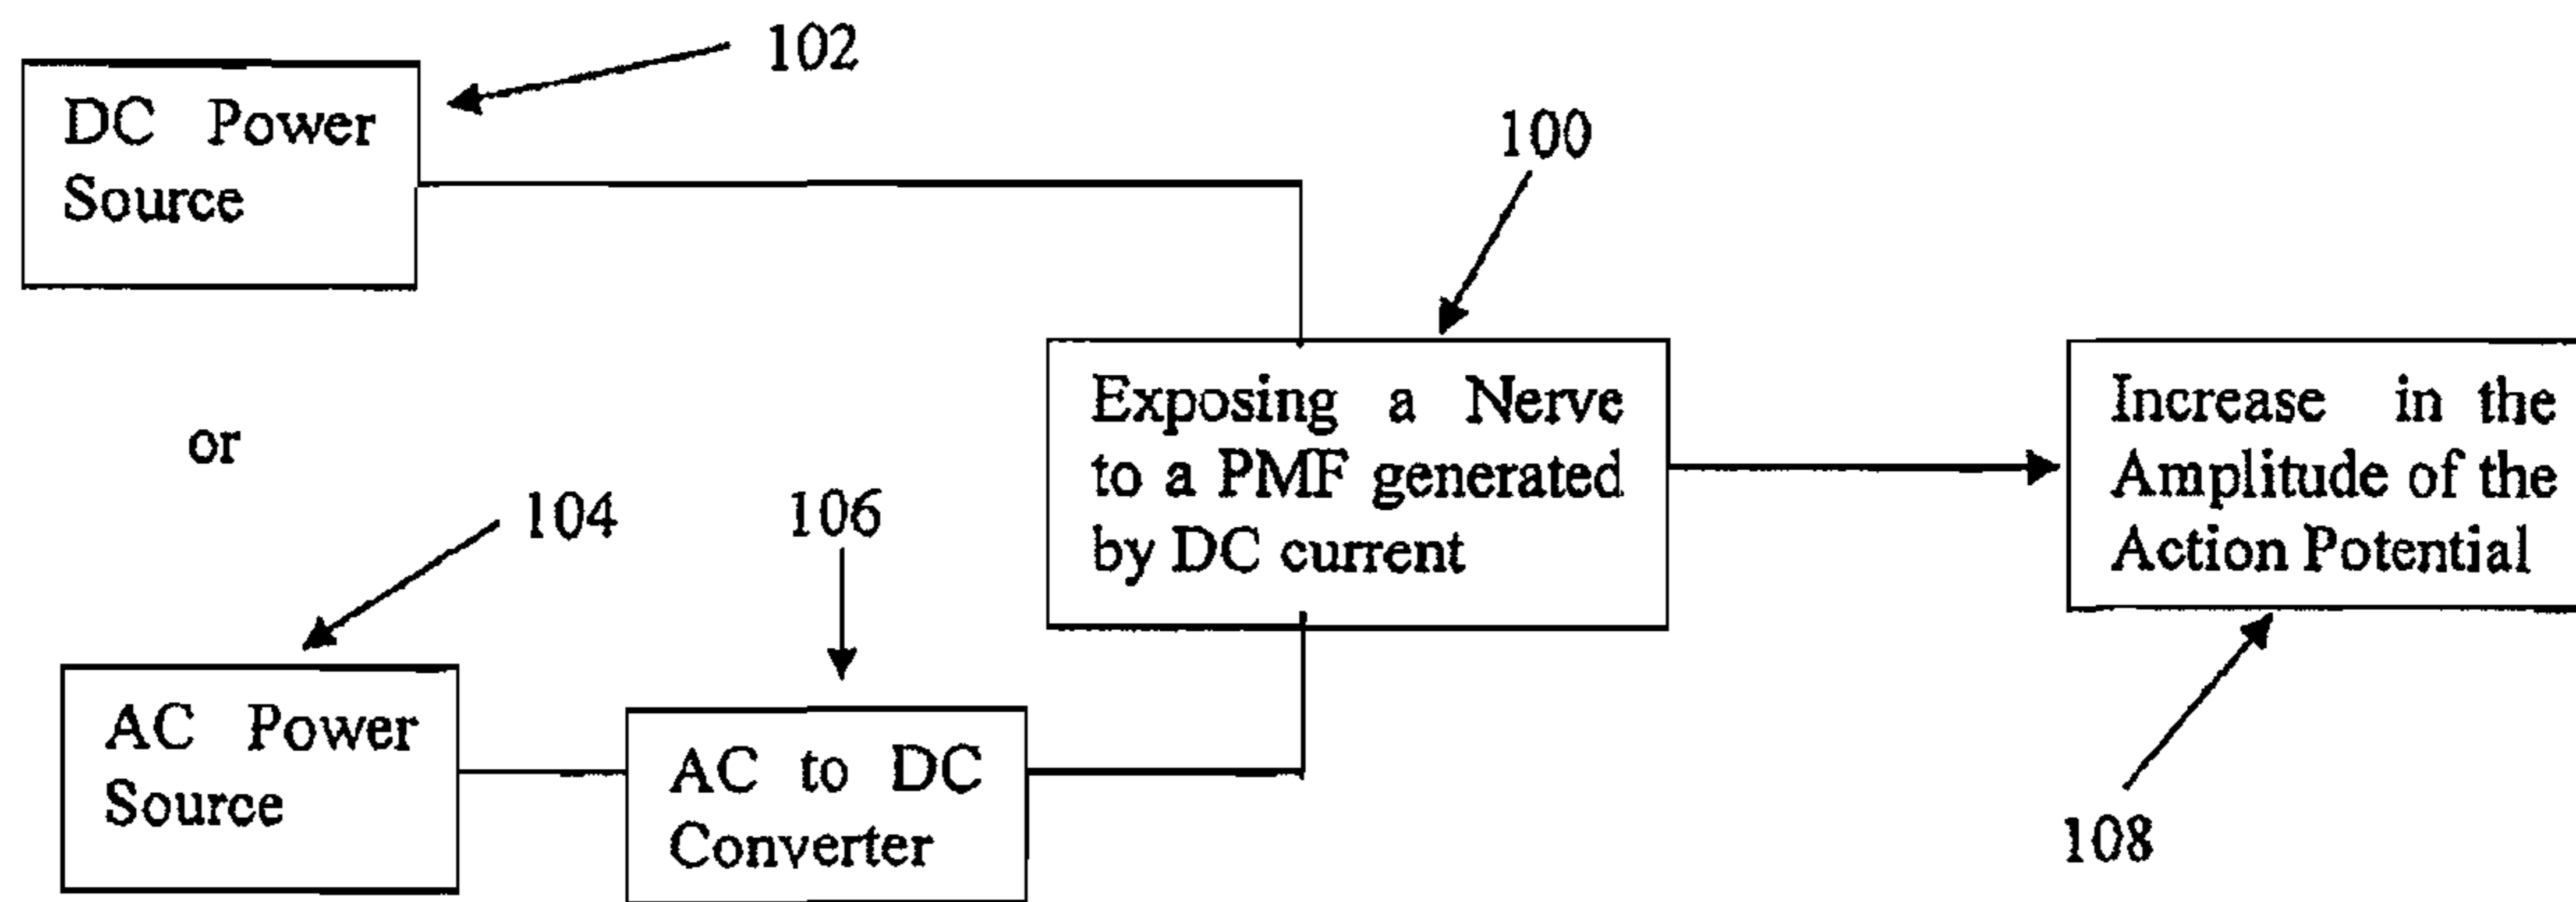 102
DC Power
Source
100
or
104
106
Exposing a Nerve
to a PMF generated
by DC current
Increase in the
Amplitude of the
Action Potential
AC Power
Source
AC to DC
Converter
108